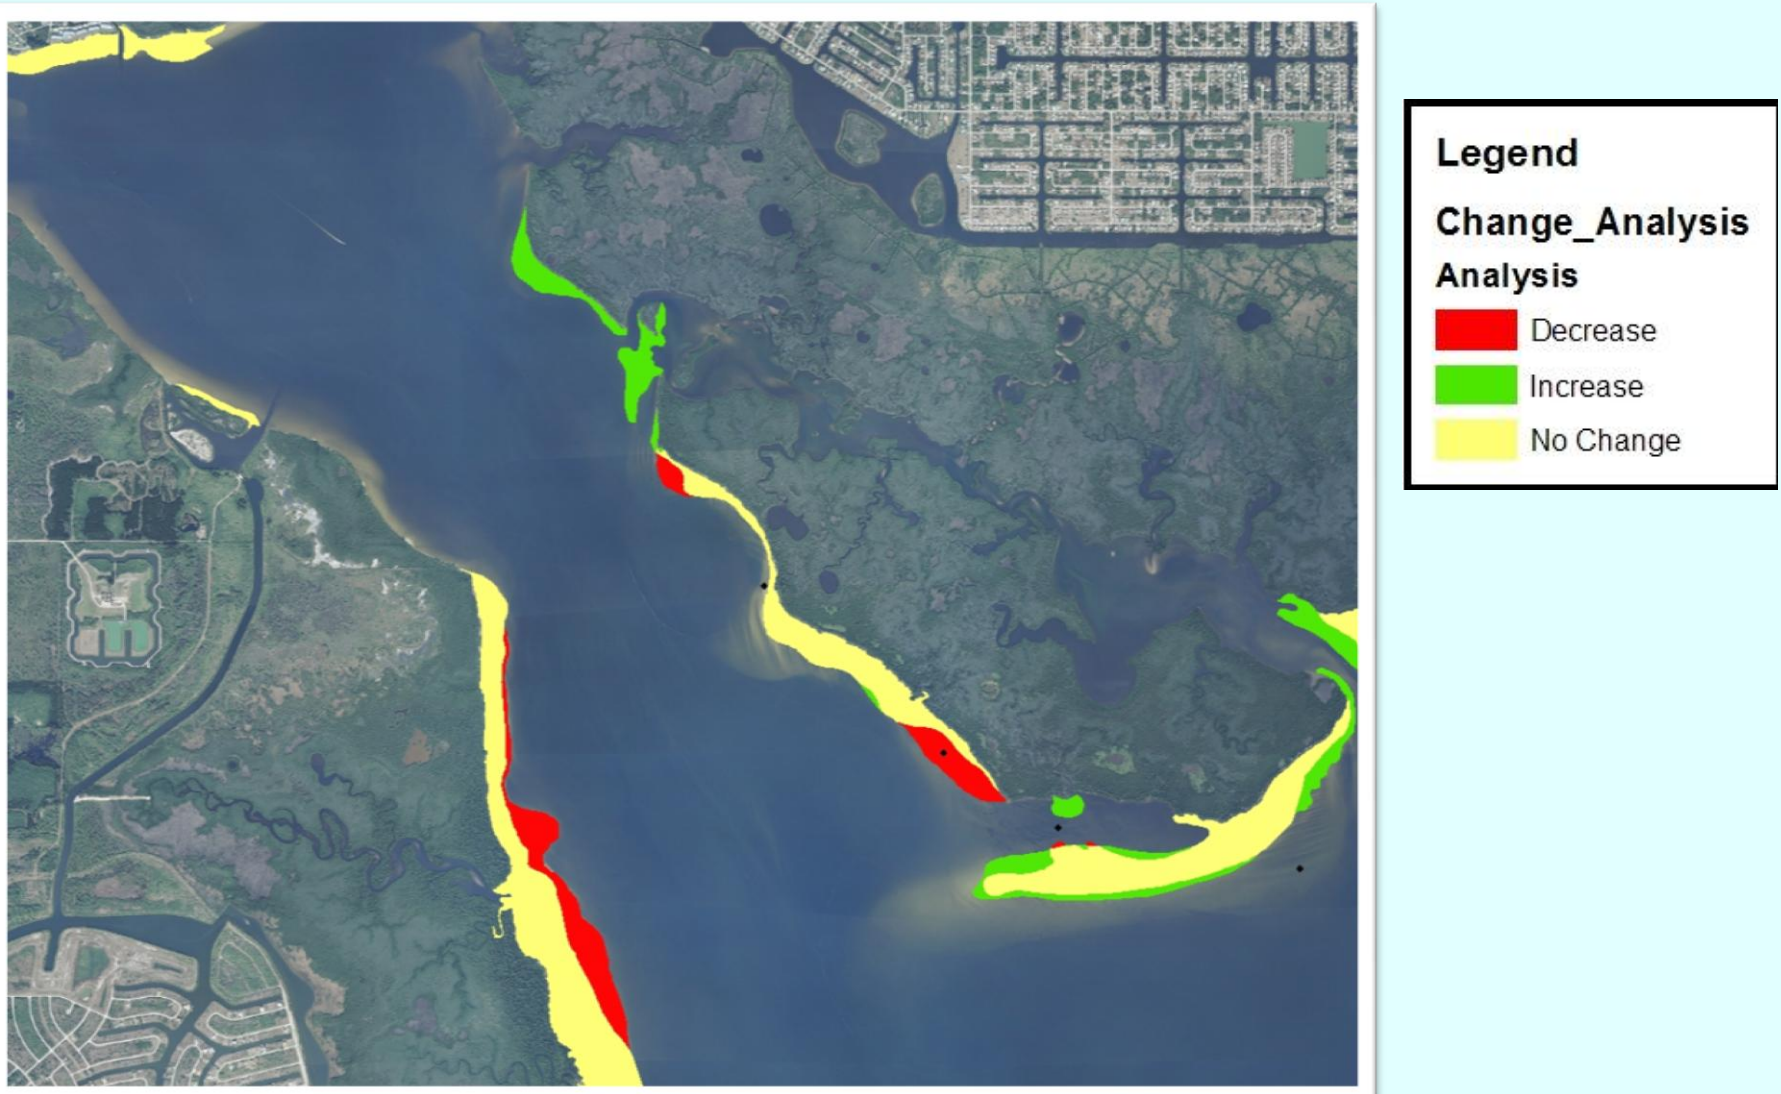 Legend
Change_Analysis
Analysis
Decrease
Increase
No Change